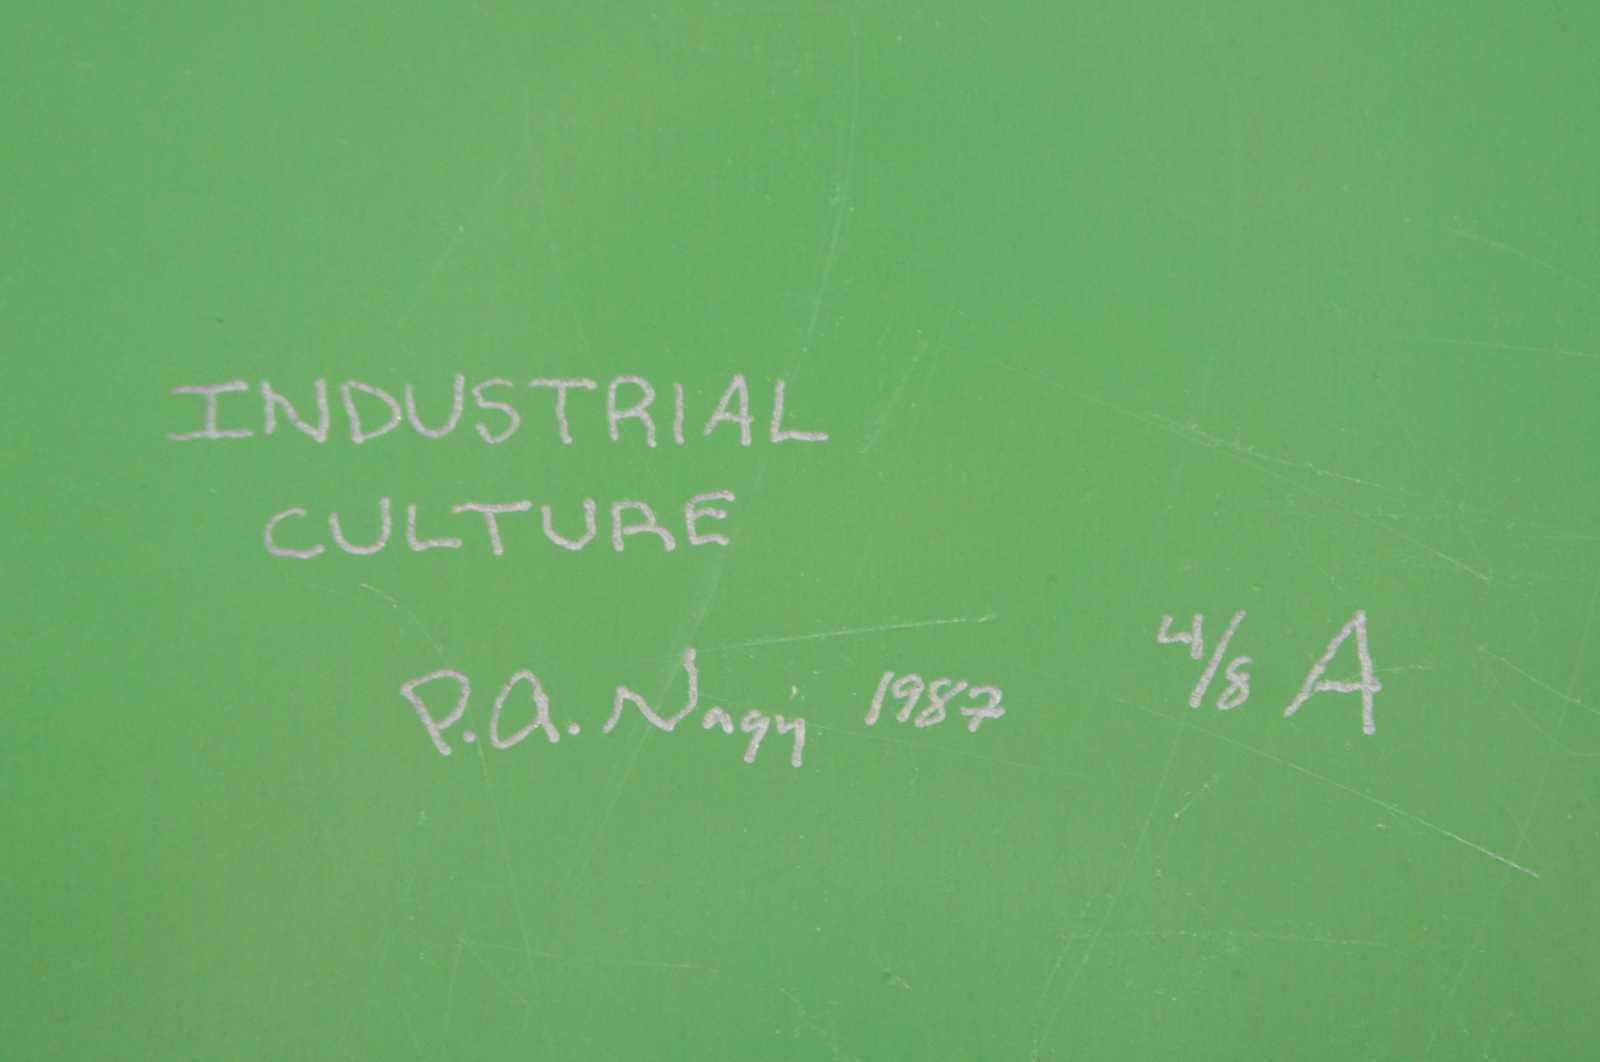 INDUSTRIAL
CULTURE
P.A. Nagy 1987 4/8 A